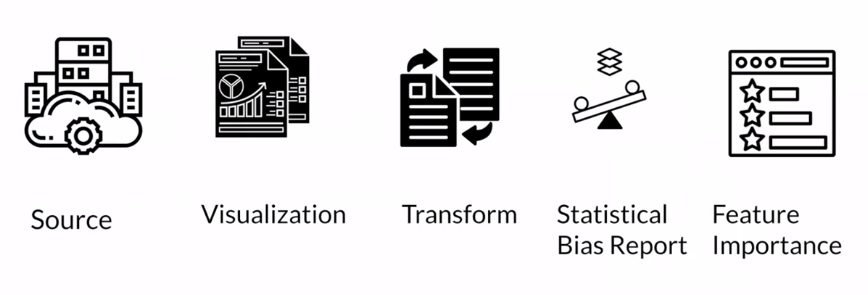 Source
Visualization
Transform
Statistical
Bias Report
Feature
Importance